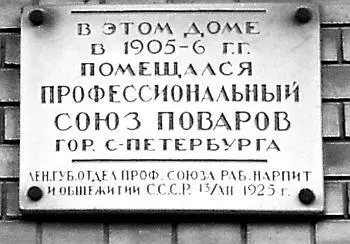 В ЭТОМ ДОМЕ
В 1905-6 Г.Г.
ПОМЕЩАЛСЯ
ПРОФЕССИОНАЛЬНЫЙ
СОЮЗ ПОВАРОВ
ГОР. С-ПЕТЕРБУРГА
ЛЕН.ГУБ.ОТДЕЛ ПРОФ. СОЮЗА РАБ. НАРПИТ
И ОБЩЕЖИТИЙ С.С.С.Р. 13/XII 1925 г.